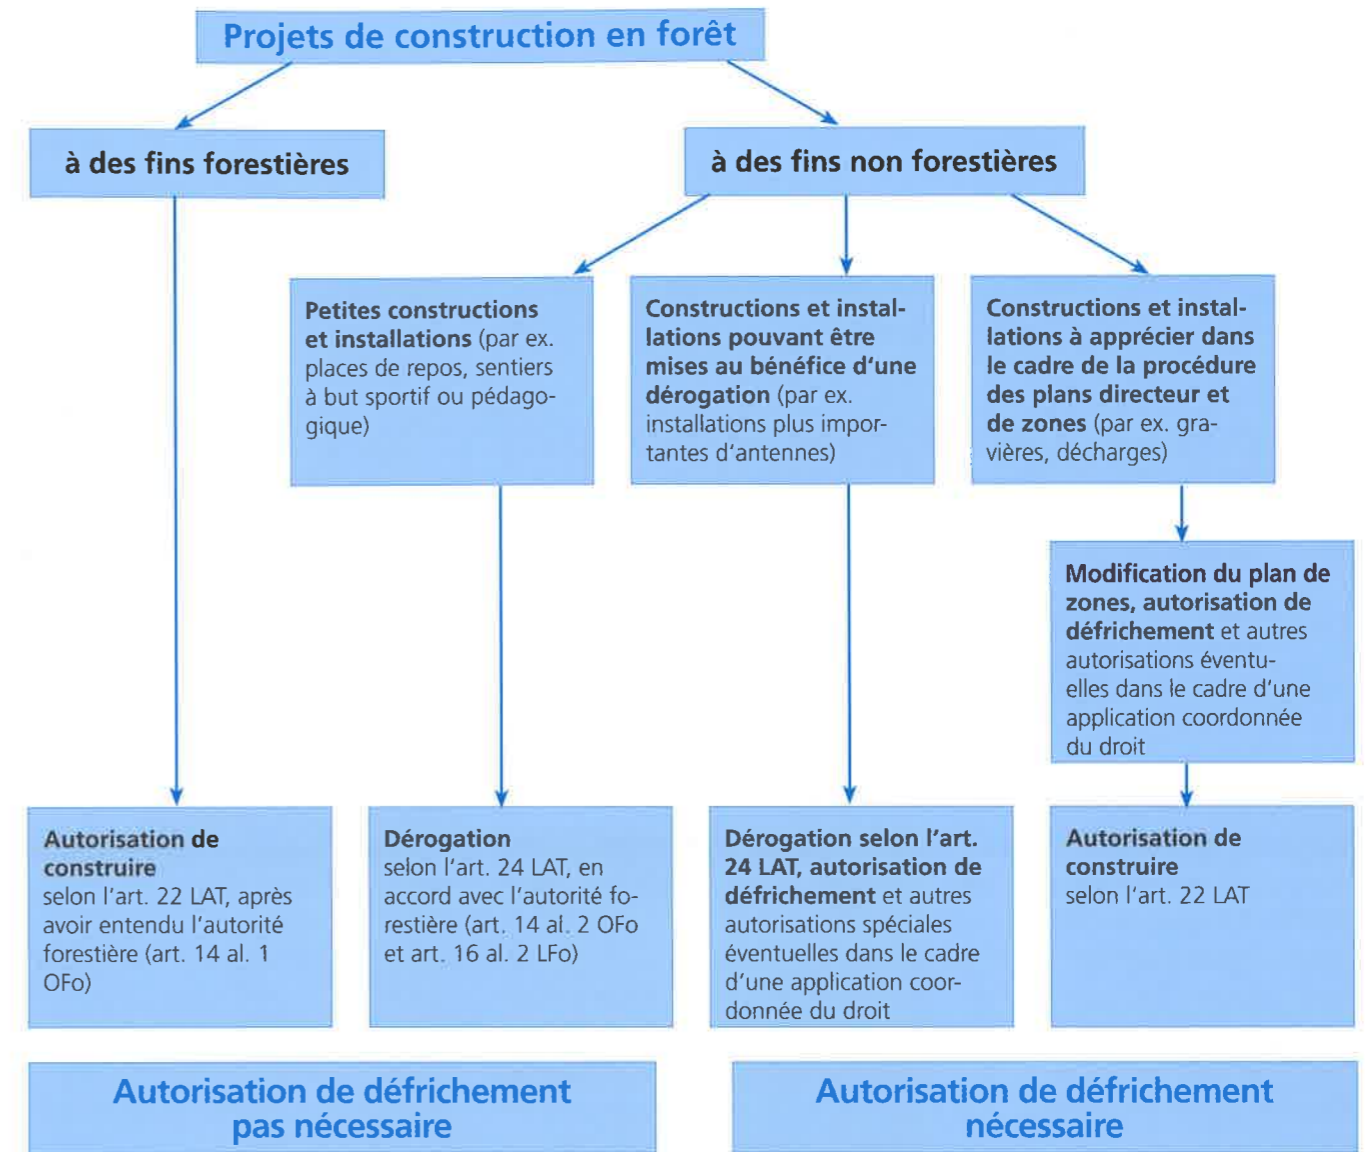 Projets de construction en forêt
à des fins forestières
à des fins non forestières
Petites constructions
et installations (par ex.
places de repos, sentiers
à but sportif ou pédago-
gique)
Constructions et instal-
lations pouvant être
mises au bénéfice d'une
dérogation (par ex.
installations plus impor-
tantes d'antennes)
Constructions et instal-
lations à apprécier dans
le cadre de la procédure
des plans directeur et
de zones (par ex. gra-
vières, décharges)
Modification du plan de
zones, autorisation de
défrichement et autres
autorisations éventu-
elles dans le cadre d'une
application coordonnée
du droit
Autorisation de
construire
selon l'art. 22 LAT, après
avoir entendu l'autorité
forestière (art. 14 al. 1
OFo)
Dérogation
selon l'art. 24 LAT, en
accord avec l'autorité fo-
restière (art. 14 al. 2 OFo
et art. 16 al. 2 LFo)
Dérogation selon l'art.
24 LAT, autorisation de
défrichement et autres
autorisations spéciales
éventuelles dans le cadre
d'une application coor-
donnée du droit
Autorisation de
construire
selon l'art. 22 LAT
Autorisation de défrichement
pas nécessaire
Autorisation de défrichement
nécessaire